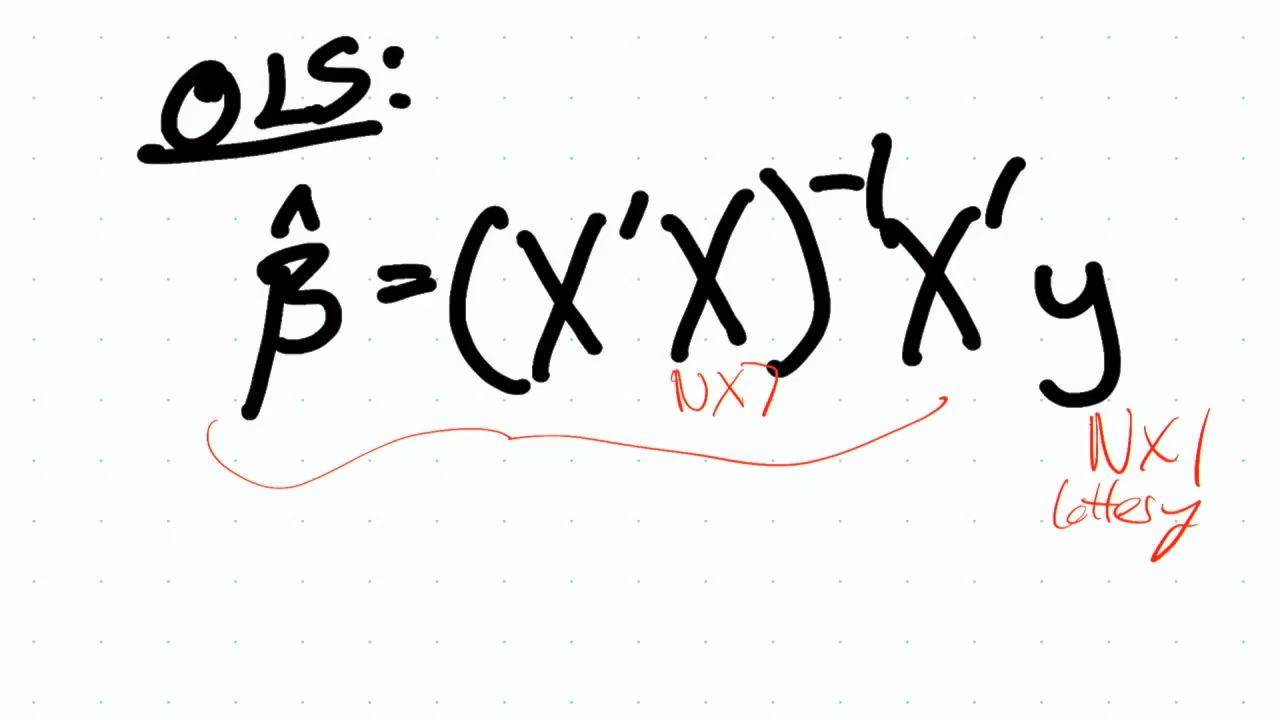 OLS:
β̂ = (X'X)⁻¹X'y
NX7
NX1
Lottery